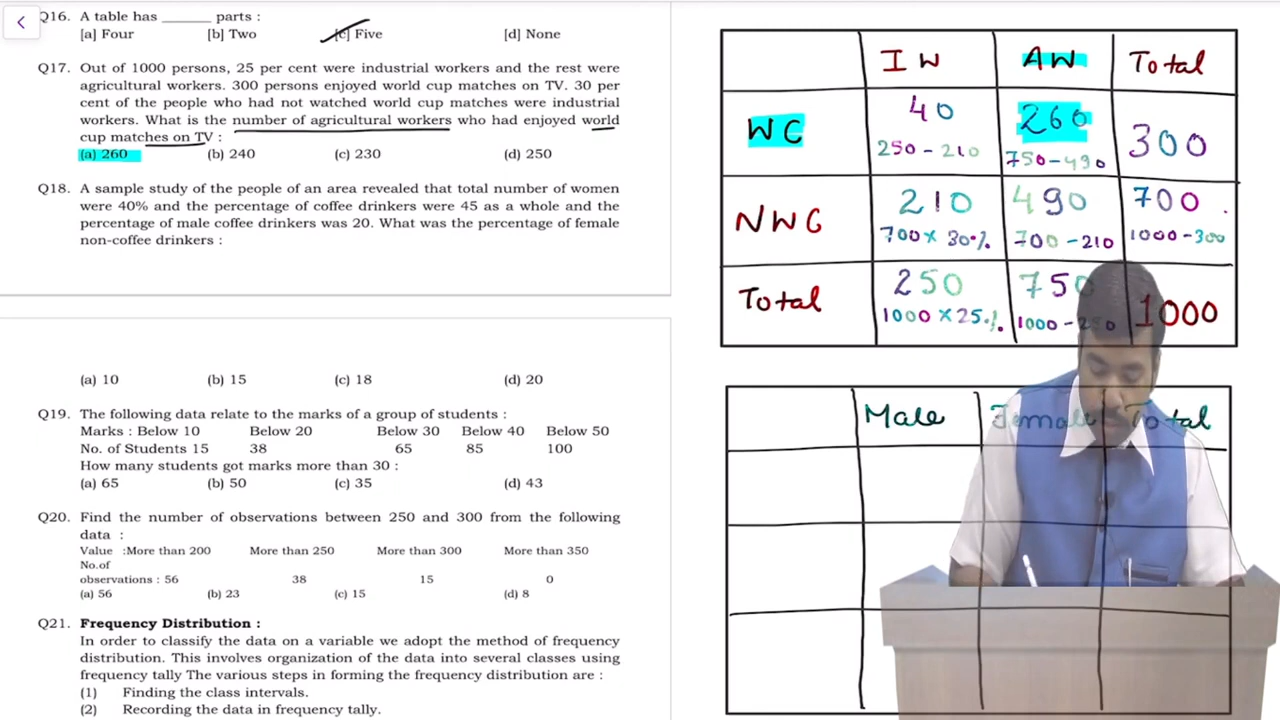 Q16. A table has ______ parts :
[a] Four [b] Two [c] Five [d] None
Q17. Out of 1000 persons, 25 per cent were industrial workers and the rest were
agricultural workers. 300 persons enjoyed world cup matches on TV. 30 per
cent of the people who had not watched world cup matches were industrial
workers. What is the number of agricultural workers who had enjoyed world
cup matches on TV :
(a) 260 (b) 240 (c) 230 (d) 250
Q18. A sample study of the people of an area revealed that total number of women
were 40% and the percentage of coffee drinkers were 45 as a whole and the
percentage of male coffee drinkers was 20. What was the percentage of female
non-coffee drinkers :
(a) 10 (b) 15 (c) 18 (d) 20
Q19. The following data relate to the marks of a group of students :
Marks : Below 10 Below 20 Below 30 Below 40 Below 50
No. of Students 15 38 65 85 100
How many students got marks more than 30 :
(a) 65 (b) 50 (c) 35 (d) 43
Q20. Find the number of observations between 250 and 300 from the following
data :
Value :More than 200 More than 250 More than 300 More than 350
No.of
observations : 56 38 15 0
(a) 56 (b) 23 (c) 15 (d) 8
Q21. Frequency Distribution :
In order to classify the data on a variable we adopt the method of frequency
distribution. This involves organization of the data into several classes using
frequency tally The various steps in forming the frequency distribution are :
(1) Finding the class intervals.
(2) Recording the data in frequency tally.
IW AW Total
WC 40 260 300
250-210 750-490
NWC 210 490 700
700×30% 700-210 1000-300
Total 250 750 1000
1000×25% 1000-250
Male Female Total